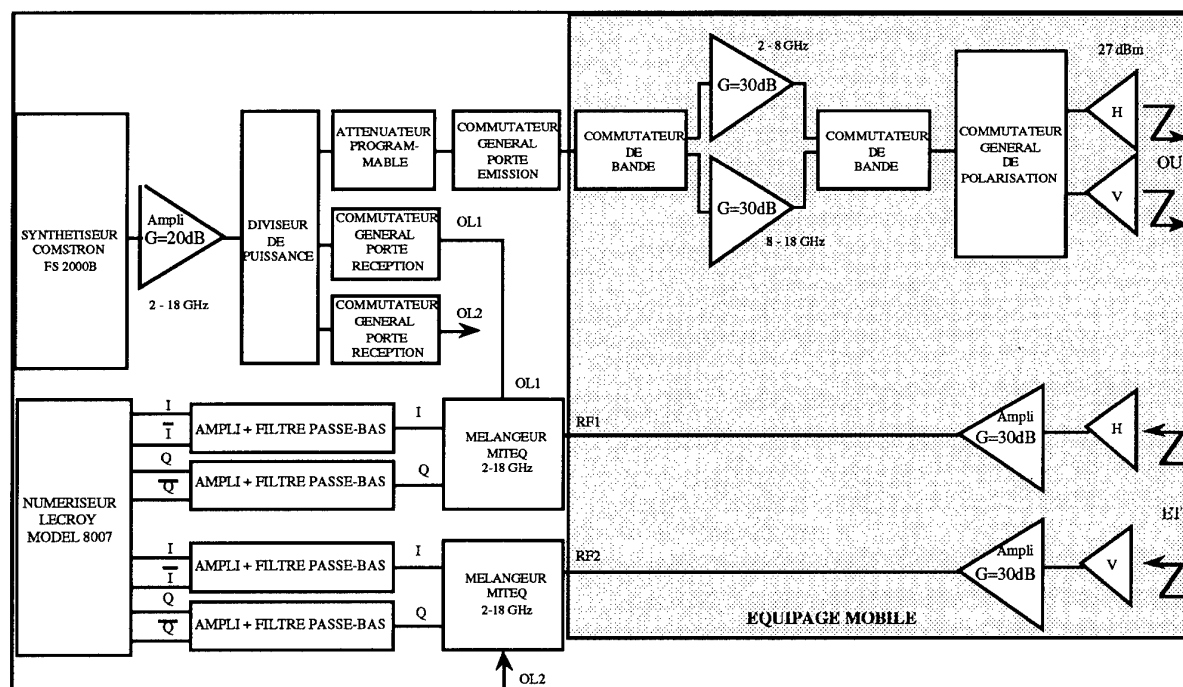 SYNTHETISEUR
COMSTRON
FS 2000B
Ampli
G=20dB
2 - 18 GHz
DIVISEUR
DE
PUISSANCE
ATTENUATEUR
PROGRAM-
MABLE
COMMUTATEUR
GENERAL
PORTE
EMISSION
COMMUTATEUR
GENERAL
PORTE
RECEPTION
OL1
COMMUTATEUR
GENERAL
PORTE
RECEPTION
OL2
COMMUTATEUR
DE
BANDE
2 - 8 GHz
G=30dB
G=30dB
8 - 18 GHz
COMMUTATEUR
DE
BANDE
COMMUTATEUR
GENERAL
DE
POLARISATION
27 dBm
H
OU
V
OL1
NUMERISEUR
LECROY
MODEL 8007
I
I
Q
Q
AMPLI + FILTRE PASSE-BAS
I
AMPLI + FILTRE PASSE-BAS
Q
MELANGEUR
MITEQ
2-18 GHz
RF1
Ampli
G=30dB
H
ET
I
I
Q
Q
AMPLI + FILTRE PASSE-BAS
I
AMPLI + FILTRE PASSE-BAS
Q
MELANGEUR
MITEQ
2-18 GHz
RF2
Ampli
G=30dB
V
EQUIPAGE MOBILE
OL2